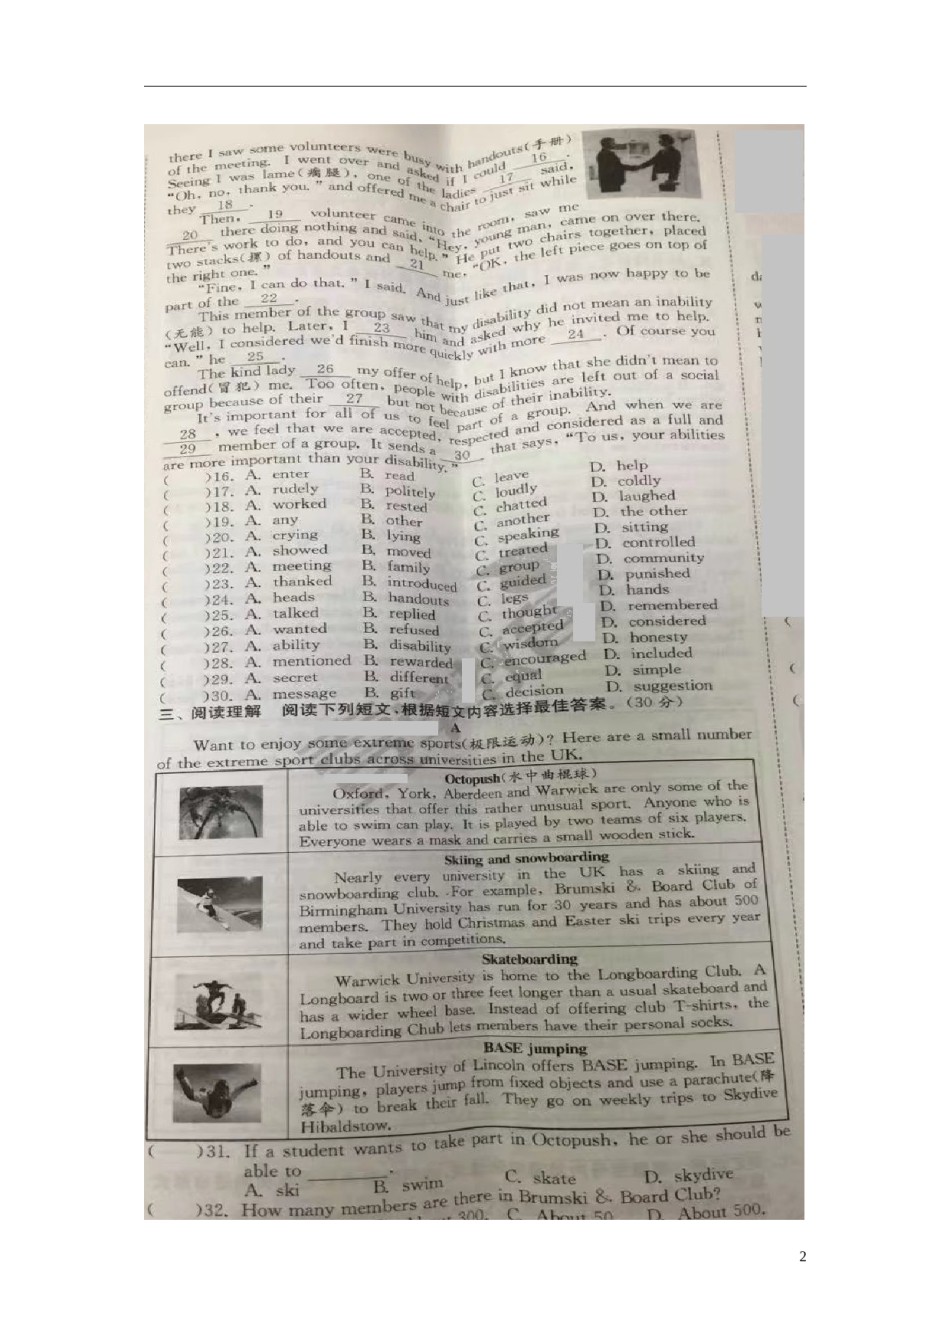 there I saw some volunteers were busy with handouts(手册)
of the meeting. I went over and asked if I could 16 .
Seeing I was lame(瘸腿), one of the ladies 17 said,
"Oh, no, thank you." and offered me a chair to just sit while
they 18 .
Then, 19 volunteer came into the room, saw me
20 there doing nothing and said, "Hey, young man, came on over there.
There's work to do, and you can help." He put two chairs together, placed
two stacks(摞) of handouts and 21 me, "OK, the left piece goes on top of
the right one."
"Fine, I can do that." I said. And just like that, I was now happy to be
part of the 22 .
This member of the group saw that my disability did not mean an inability
(无能) to help. Later, I 23 him and asked why he invited me to help.
"Well, I considered we'd finish more quickly with more 24 . Of course you
can." he 25 .
The kind lady 26 my offer of help, but I know that she didn't mean to
offend(冒犯) me. Too often, people with disabilities are left out of a social
group because of their 27 but not because of their inability.
It's important for all of us to feel part of a group. And when we are
28 , we feel that we are accepted, respected and considered as a full and
29 member of a group. It sends a 30 that says, "To us, your abilities
are more important than your disability."
( )16. A. enter B. read C. leave D. help
( )17. A. rudely B. politely C. loudly D. coldly
( )18. A. worked B. rested C. chatted D. laughed
( )19. A. any B. other C. another D. the other
( )20. A. crying B. lying C. speaking D. sitting
( )21. A. showed B. moved C. treated D. controlled
( )22. A. meeting B. family C. group D. community
( )23. A. thanked B. introduced C. guided D. punished
( )24. A. heads B. handouts C. legs D. hands
( )25. A. talked B. replied C. thought D. remembered
( )26. A. wanted B. refused C. accepted D. considered
( )27. A. ability B. disability C. wisdom D. honesty
( )28. A. mentioned B. rewarded C. encouraged D. included
( )29. A. secret B. different C. equal D. simple
( )30. A. message B. gift C. decision D. suggestion
三、阅读理解 阅读下列短文,根据短文内容选择最佳答案。(30 分)
A
Want to enjoy some extreme sports(极限运动)? Here are a small number
of the extreme sport clubs across universities in the UK.
Octopush(水中曲棍球)
Oxford, York, Aberdeen and Warwick are only some of the
universities that offer this rather unusual sport. Anyone who is
able to swim can play. It is played by two teams of six players.
Everyone wears a mask and carries a small wooden stick.
Skiing and snowboarding
Nearly every university in the UK has a skiing and
snowboarding club. For example, Brumski & Board Club of
Birmingham University has run for 30 years and has about 500
members. They hold Christmas and Easter ski trips every year
and take part in competitions.
Skateboarding
Warwick University is home to the Longboarding Club. A
Longboard is two or three feet longer than a usual skateboard and
has a wider wheel base. Instead of offering club T-shirts, the
Longboarding Chub lets members have their personal socks.
BASE jumping
The University of Lincoln offers BASE jumping. In BASE
jumping, players jump from fixed objects and use a parachute(降
落伞) to break their fall. They go on weekly trips to Skydive
Hibaldstow.
( )31. If a student wants to take part in Octopush, he or she should be
able to .
A. ski B. swim C. skate D. skydive
( )32. How many members are there in Brumski & Board Club?
300. C. About 50 D. About 500.
2